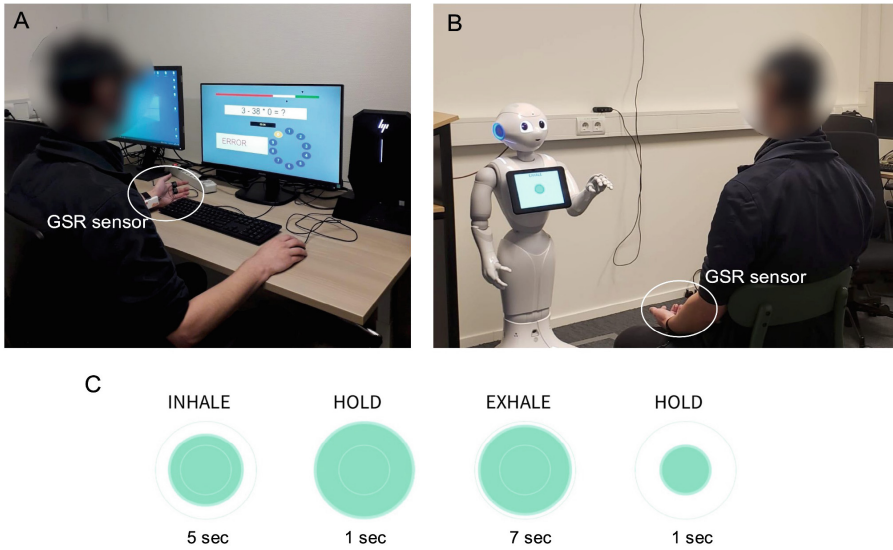 A
3 - 38 * 0 = ?
ERROR
hp
GSR sensor
B
GSR sensor
C
INHALE
HOLD
EXHALE
HOLD
5 sec
1 sec
7 sec
1 sec